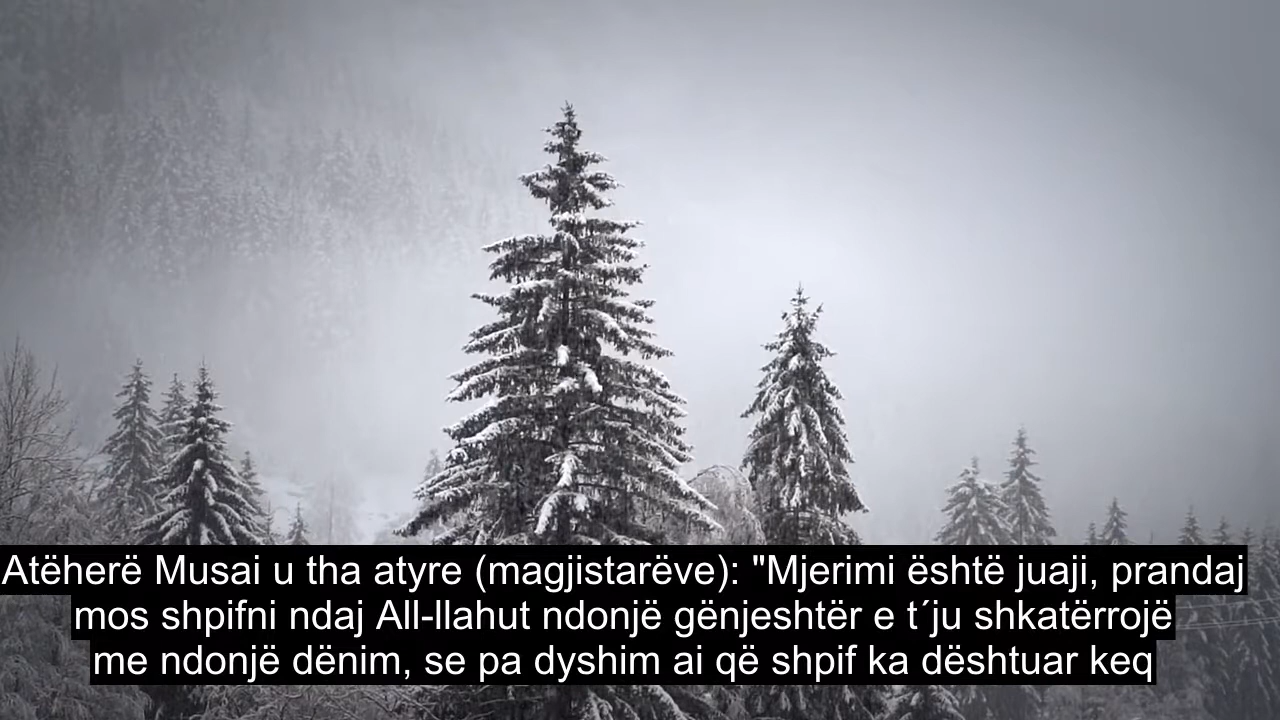 Atëherë Musai u tha atyre (magjistarëve): "Mjerimi është juaji, prandaj
mos shpifni ndaj All-llahut ndonjë gënjeshtër e t´ju shkatërrojë
me ndonjë dënim, se pa dyshim ai që shpif ka dështuar keq